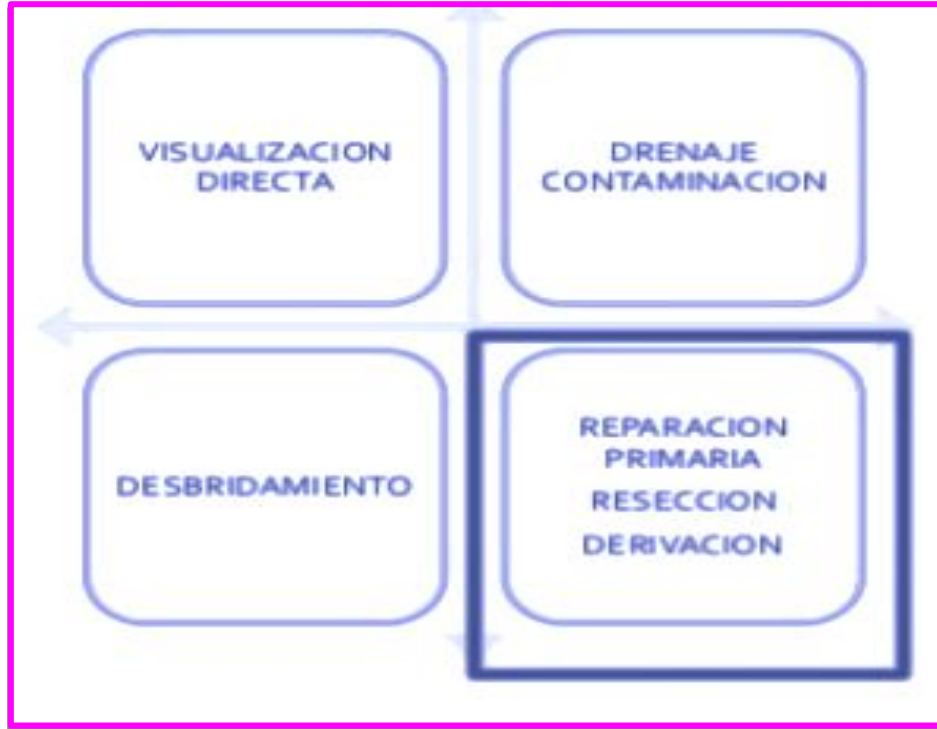 VISUALIZACION
DIRECTA
DRENAJE
CONTAMINACION
DESBRIDAMIENTO
REPARACION
PRIMARIA
RESECCION
DERIVACION